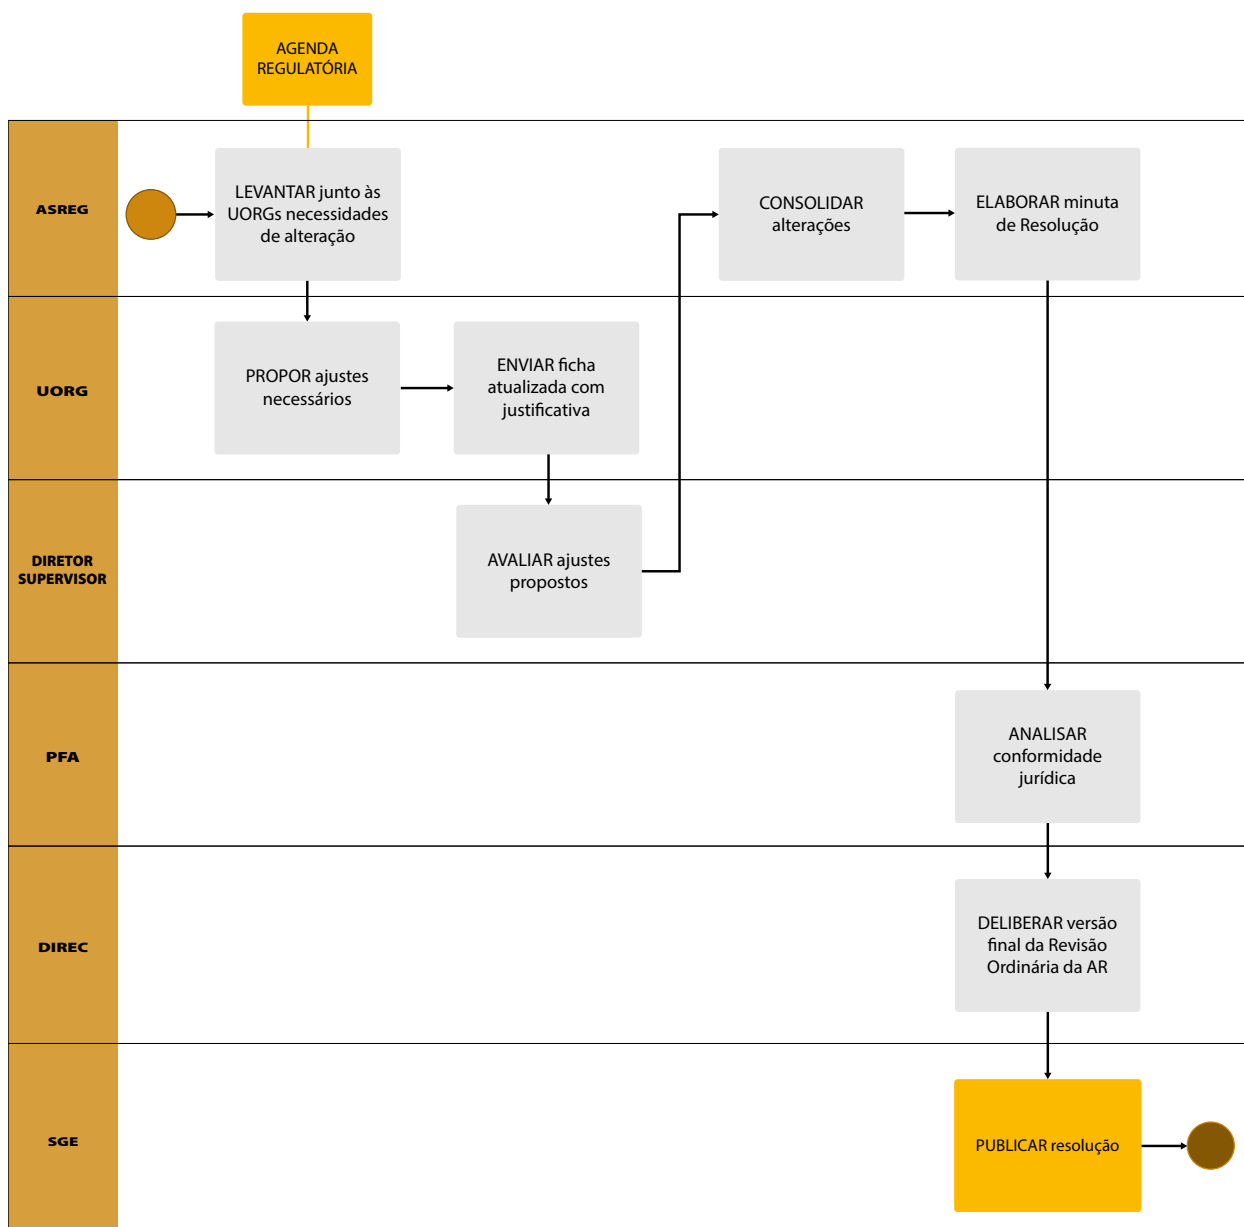 AGENDA
REGULATÓRIA
ASREG
LEVANTAR junto às
UORGs necessidades
de alteração
CONSOLIDAR
alterações
ELABORAR minuta
de Resolução
UORG
PROPOR ajustes
necessários
ENVIAR ficha
atualizada com
justificativa
DIRETOR
SUPERVISOR
AVALIAR ajustes
propostos
PFA
ANALISAR
conformidade
jurídica
DIREC
DELIBERAR versão
final da Revisão
Ordinária da AR
SGE
PUBLICAR resolução